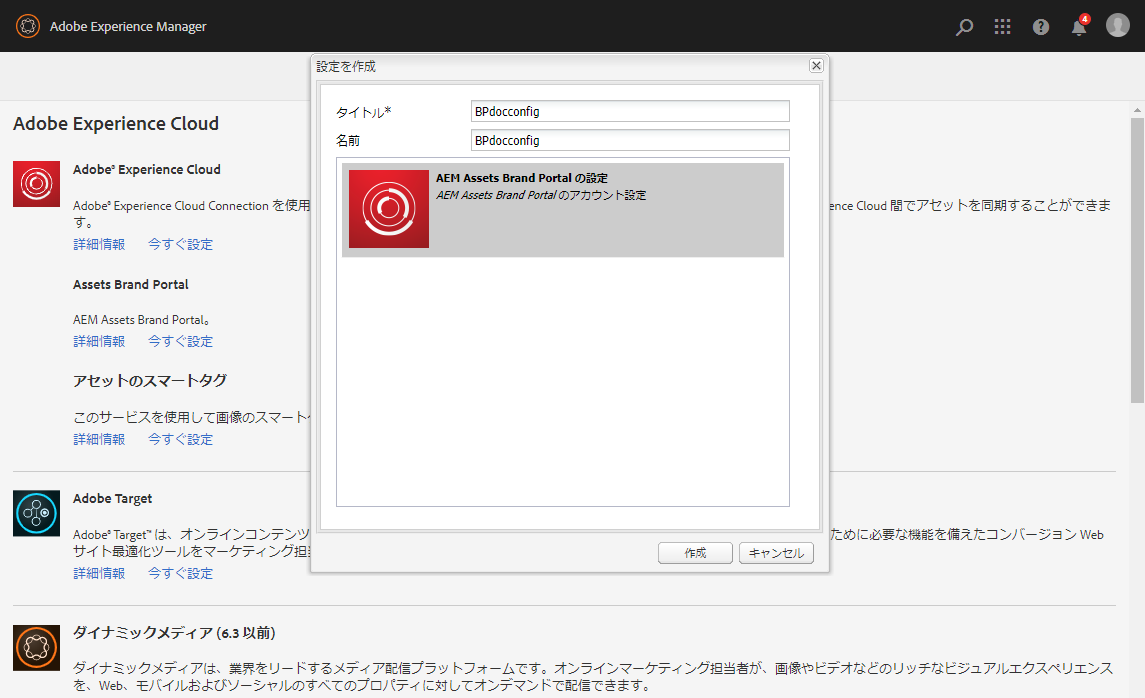 Adobe Experience Manager
4
設定を作成
タイトル*
BPdocconfig
名前
BPdocconfig
AEM Assets Brand Portal の設定
AEM Assets Brand Portal のアカウント設定
作成
キャンセル
Adobe Experience Cloud
Adobe® Experience Cloud
Adobe® Experience Cloud Connection を使用
ence Cloud 間でアセットを同期することができま
す。
詳細情報 今すぐ設定
Assets Brand Portal
AEM Assets Brand Portal。
詳細情報 今すぐ設定
アセットのスマートタグ
このサービスを使用して画像のスマート
詳細情報 今すぐ設定
Adobe Target
Adobe® Target™ は、オンラインコンテンツ
ために必要な機能を備えたコンバージョン Web
サイト最適化ツールをマーケティング担
詳細情報 今すぐ設定
ダイナミックメディア (6.3 以前)
ダイナミックメディアは、業界をリードするメディア配信プラットフォームです。オンラインマーケティング担当者が、画像やビデオなどのリッチなビジュアルエクスペリエンス
を、Web、モバイルおよびソーシャルのすべてのプロパティに対してオンデマンドで配信できます。